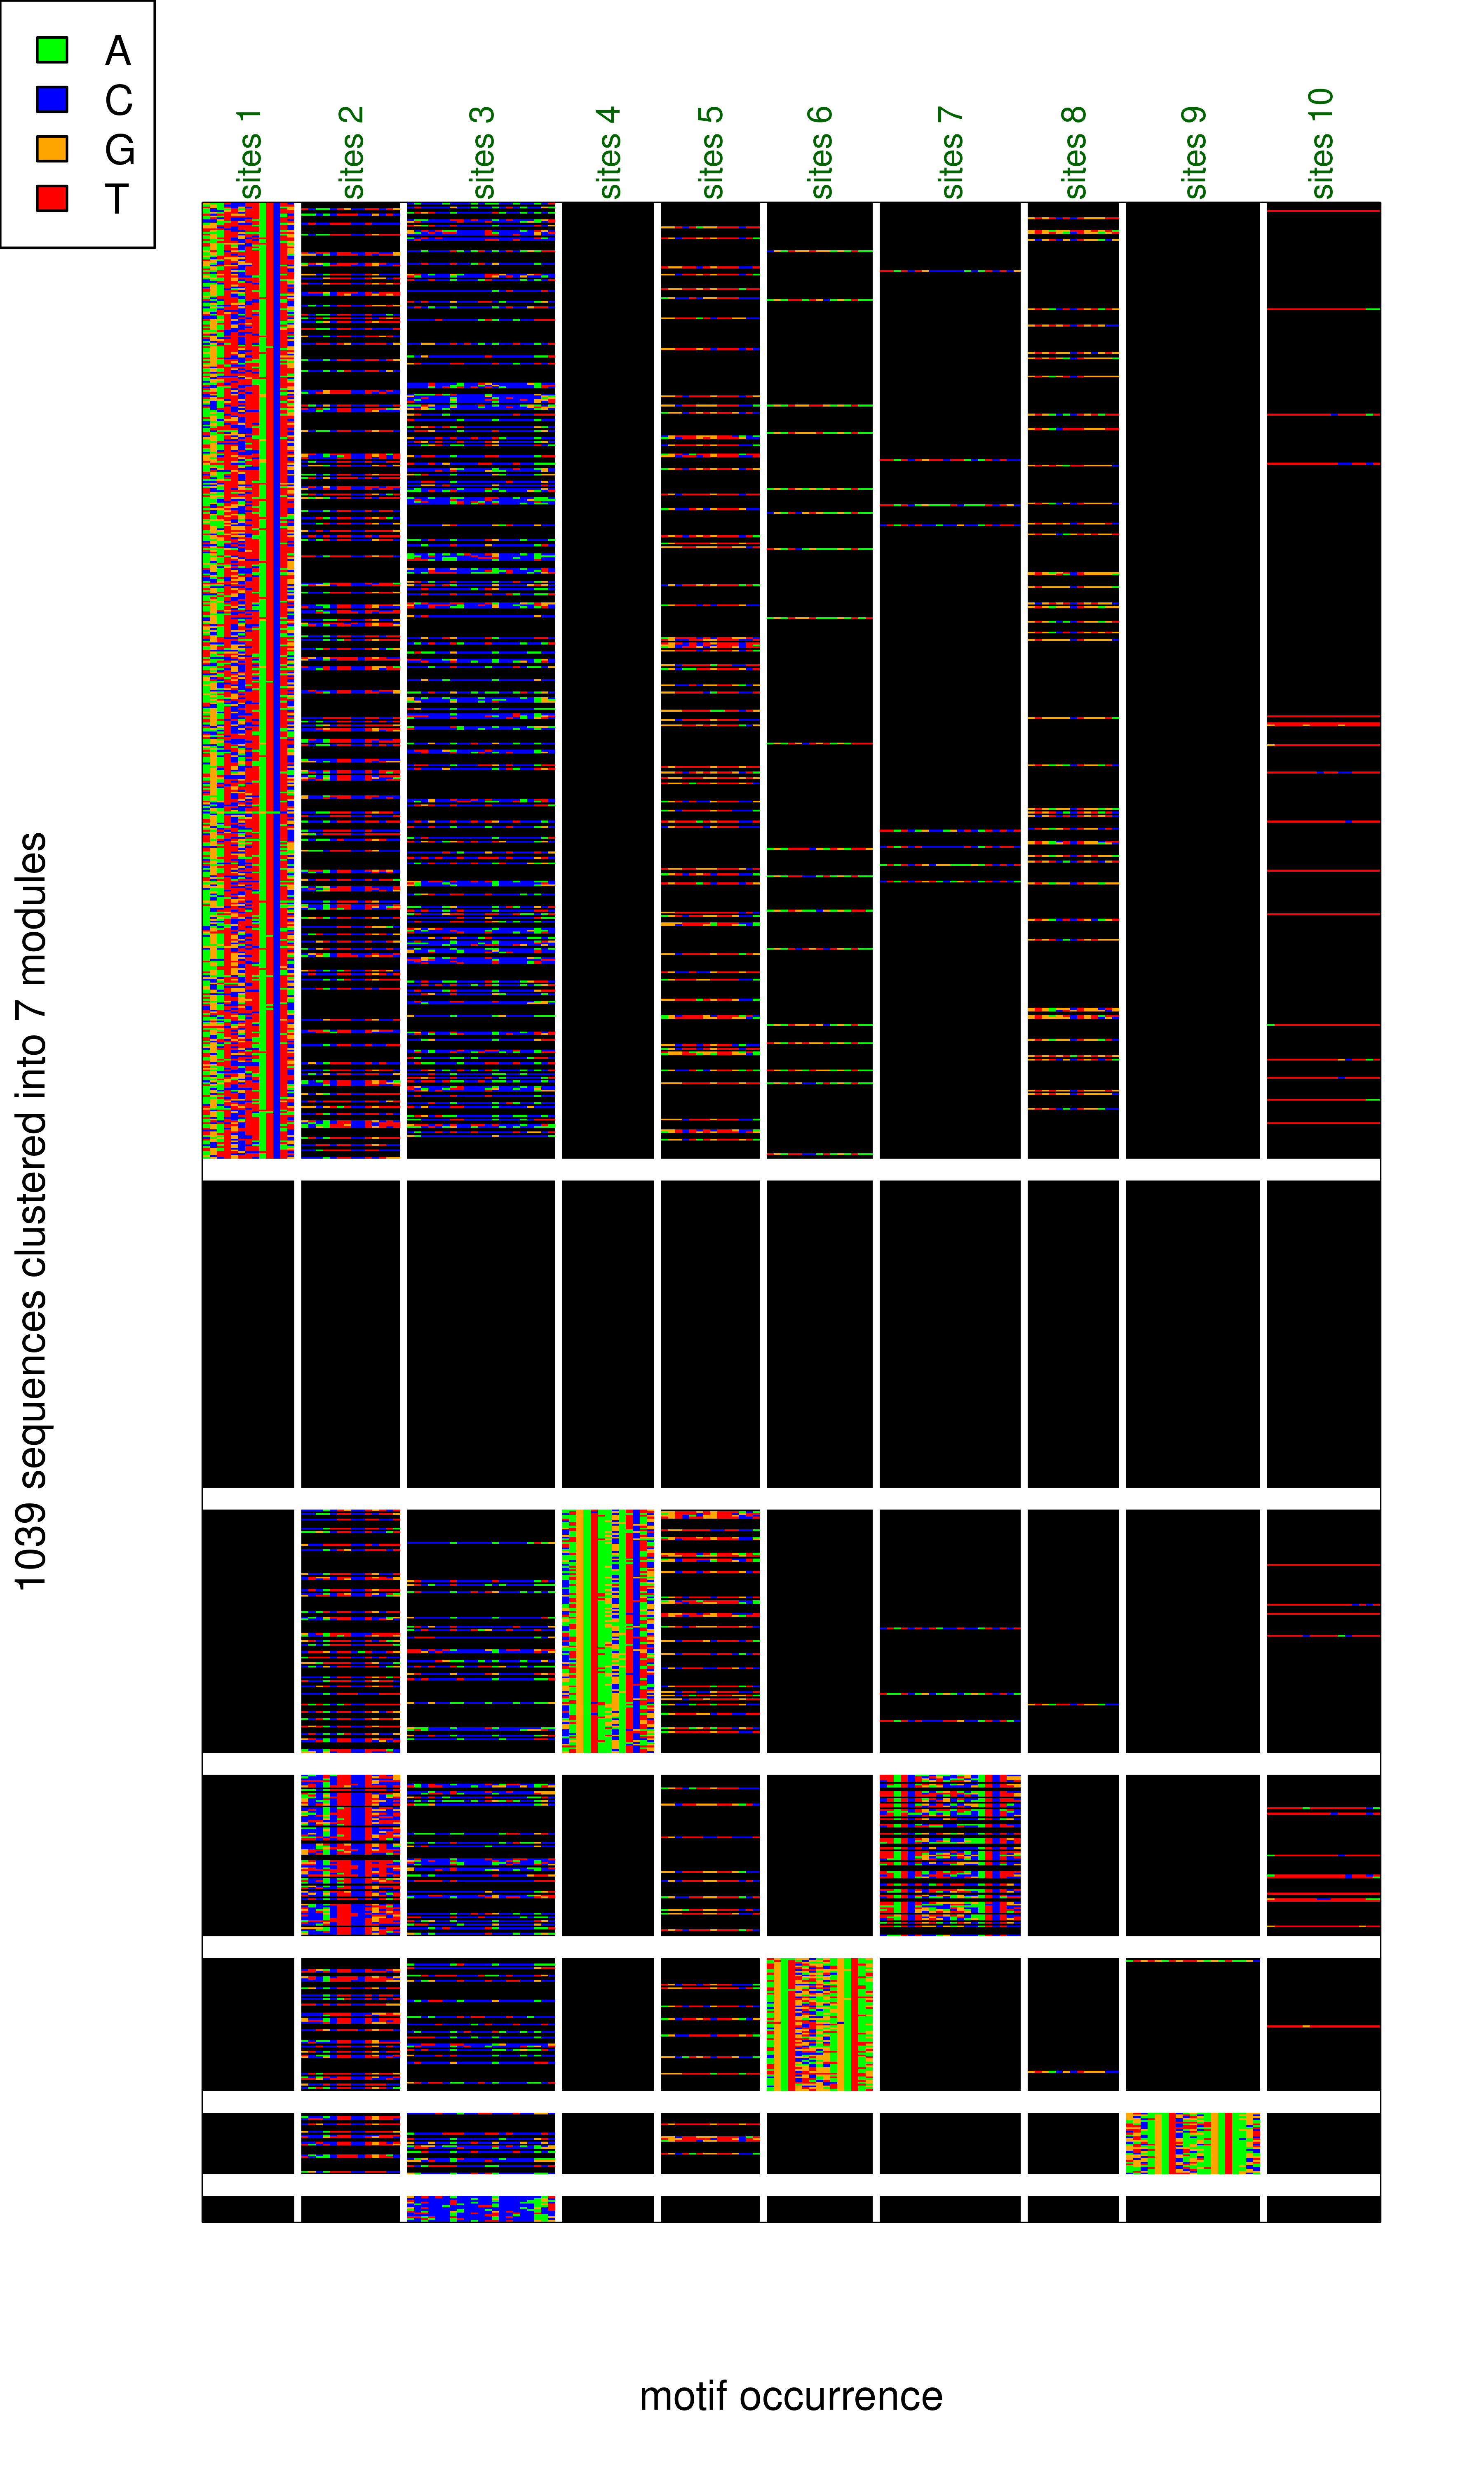 A
C
G
T
sites 1
sites 2
sites 3
sites 4
sites 5
sites 6
sites 7
sites 8
sites 9
sites 10
1039 sequences clustered into 7 modules
motif occurrence